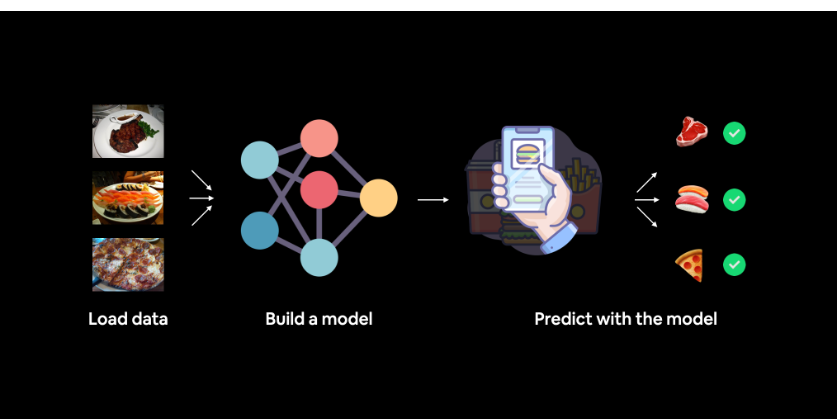 Load data
Build a model
Predict with the model